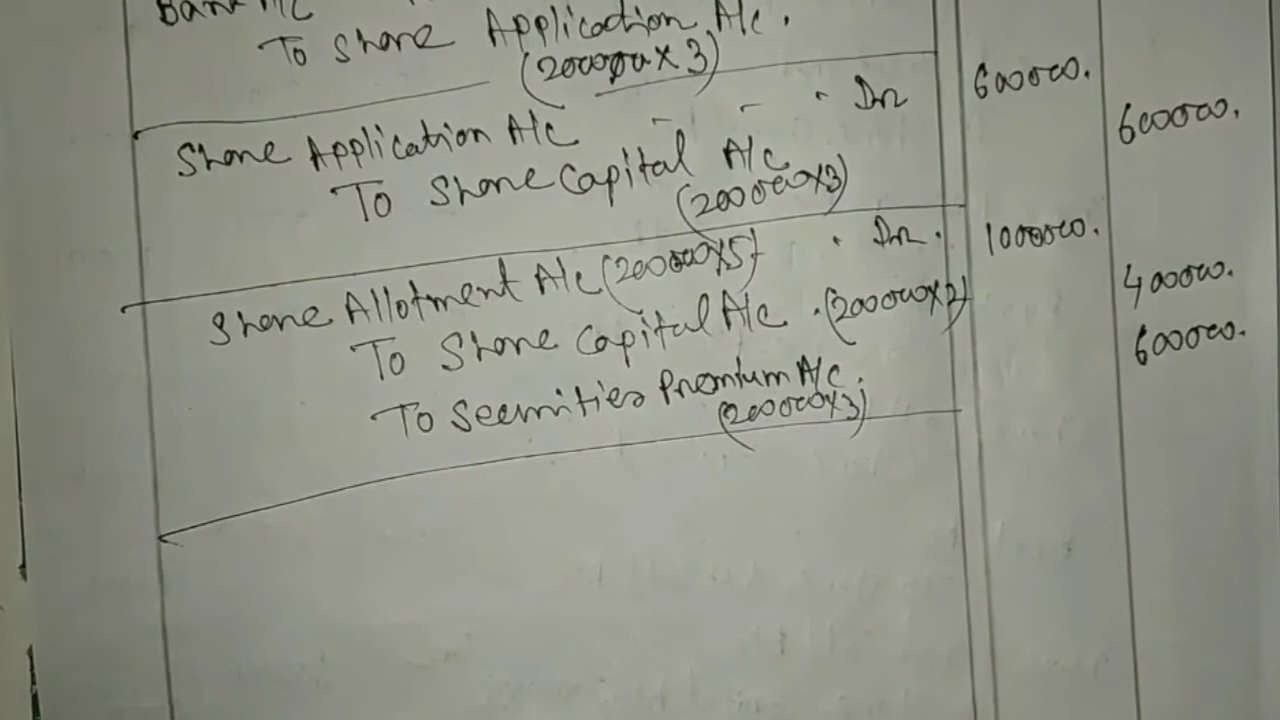 Bank A/c
To Share Application A/c.
(200000 x 3)
Share Application A/c - - - Dr 600000.
To Share Capital A/c 600000.
(200000x3)
Share Allotment A/c (200000x5) . Dr. 1000000.
To Share Capital A/c . (200000x2) 400000.
To Securities Premium A/c. 600000.
(200000x3)